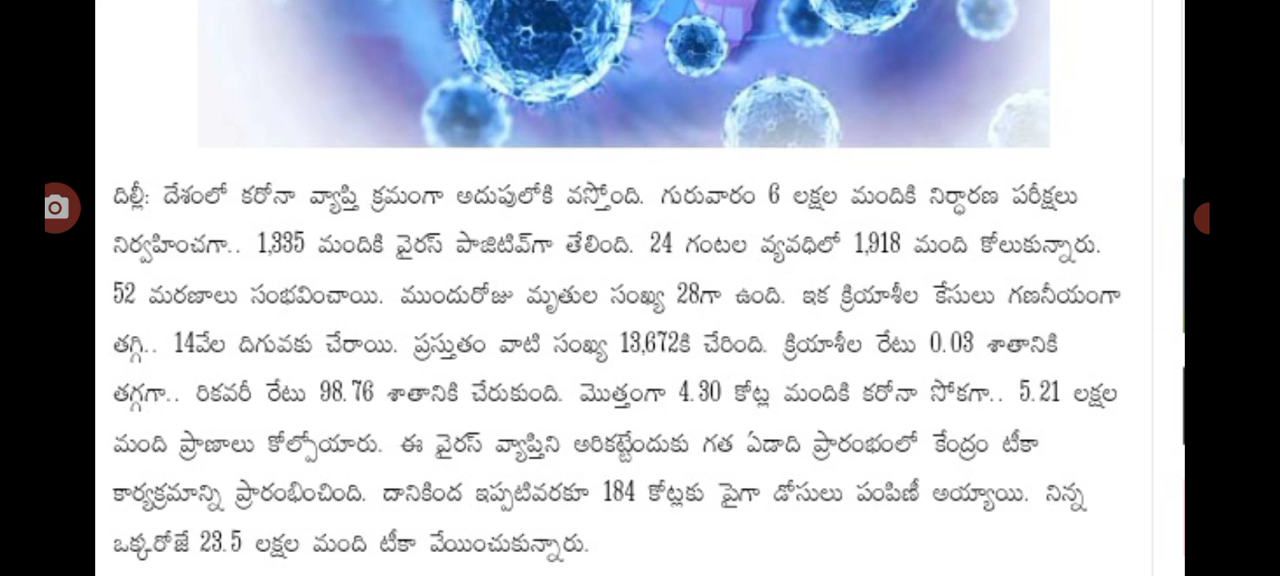 దిల్లీ: దేశంలో కరోనా వ్యాప్తి క్రమంగా అదుపులోకి వస్తోంది. గురువారం 6 లక్షల మందికి నిర్ధారణ పరీక్షలు
నిర్వహించగా.. 1,335 మందికి వైరస్ పాజిటివ్‌గా తేలింది. 24 గంటల వ్యవధిలో 1,918 మంది కోలుకున్నారు.
52 మరణాలు సంభవించాయి. ముందురోజు మృతుల సంఖ్య 28గా ఉంది. ఇక క్రియాశీల కేసులు గణనీయంగా
తగ్గి.. 14వేల దిగువకు చేరాయి. ప్రస్తుతం వాటి సంఖ్య 13,672కి చేరింది. క్రియాశీల రేటు 0.03 శాతానికి
తగ్గగా.. రికవరీ రేటు 98.76 శాతానికి చేరుకుంది. మొత్తంగా 4.30 కోట్ల మందికి కరోనా సోకగా.. 5.21 లక్షల
మంది ప్రాణాలు కోల్పోయారు. ఈ వైరస్ వ్యాప్తిని అరికట్టేందుకు గత ఏడాది ప్రారంభంలో కేంద్రం టీకా
కార్యక్రమాన్ని ప్రారంభించింది. దానికింద ఇప్పటివరకూ 184 కోట్లకు పైగా డోసులు పంపిణీ అయ్యాయి. నిన్న
ఒక్కరోజే 23.5 లక్షల మంది టీకా వేయించుకున్నారు.